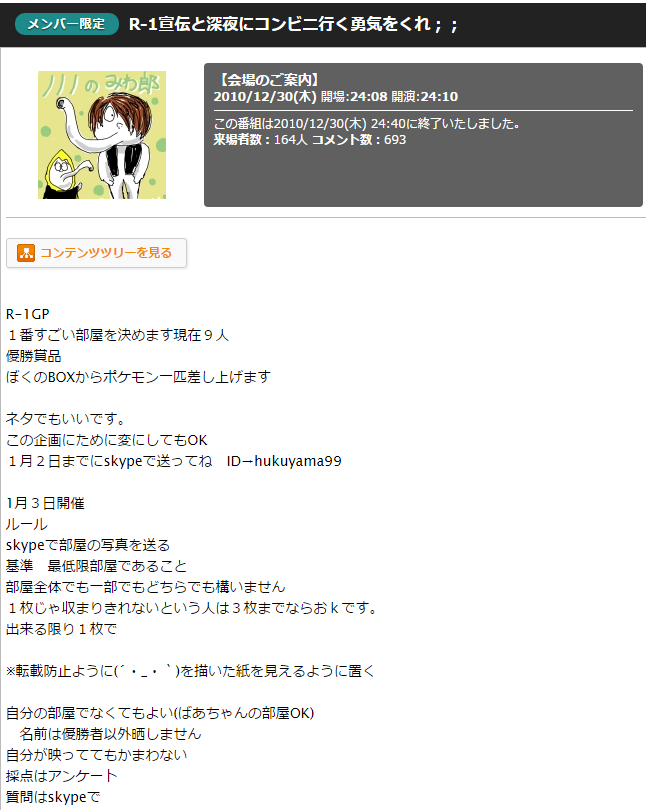 メンバー限定 R-1宣伝と深夜にコンビニ行く勇気をくれ；；
ノノノのみわ郎
【会場のご案内】
2010/12/30(木) 開場:24:08 開演:24:10
この番組は2010/12/30(木) 24:40に終了いたしました。
来場者数：164人 コメント数：693
コンテンツツリーを見る
R-1GP
１番すごい部屋を決めます現在９人
優勝賞品
ぼくのBOXからポケモン一匹差し上げます
ネタでもいいです。
この企画にために変にしてもOK
１月２日までにskypeで送ってね　ID→hukuyama99
1月３日開催
ルール
skypeで部屋の写真を送る
基準　最低限部屋であること
部屋全体でも一部でもどちらでも構いません
１枚じゃ収まりきれないという人は３枚までならおｋです。
出来る限り１枚で
※転載防止ように(´・_・｀)を描いた紙を見えるように置く
自分の部屋でなくてもよい(ばあちゃんの部屋OK)
　名前は優勝者以外晒しません
自分が映っててもかまわない
採点はアンケート
質問はskypeで